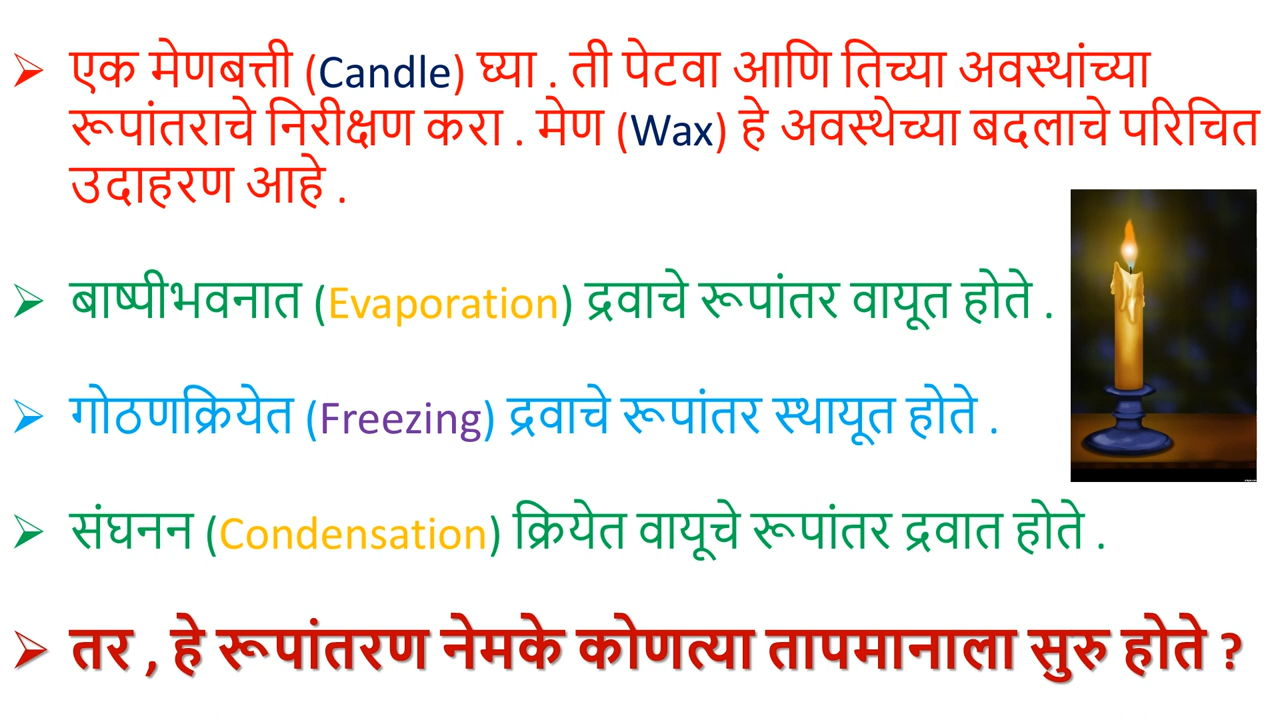 ➢ एक मेणबत्ती (Candle) घ्या . ती पेटवा आणि तिच्या अवस्थांच्या
रूपांतराचे निरीक्षण करा . मेण (Wax) हे अवस्थेच्या बदलाचे परिचित
उदाहरण आहे .
➢ बाष्पीभवनात (Evaporation) द्रवाचे रूपांतर वायूत होते .
➢ गोठणक्रियेत (Freezing) द्रवाचे रूपांतर स्थायूत होते .
➢ संघनन (Condensation) क्रियेत वायूचे रूपांतर द्रवात होते .
➢ तर , हे रूपांतरण नेमके कोणत्या तापमानाला सुरु होते ?